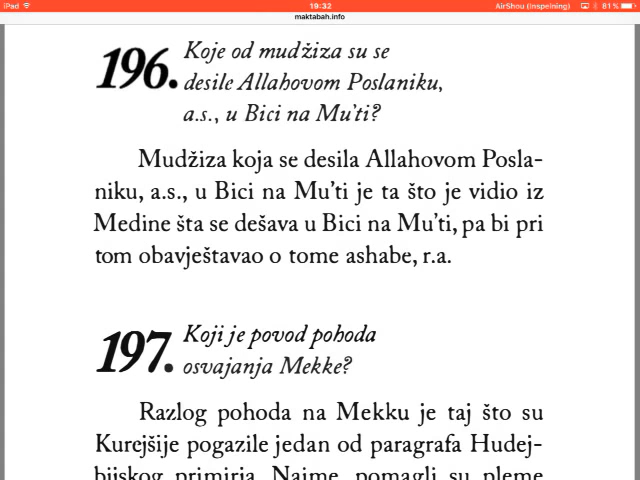 iPad 19:32 AirShou (Inspelning) 81 %
maktabah.info
196. Koje od mudžiza su se
desile Allahovom Poslaniku,
a.s., u Bici na Mu'ti?
Mudžiza koja se desila Allahovom Posla-
niku, a.s., u Bici na Mu'ti je ta što je vidio iz
Medine šta se dešava u Bici na Mu'ti, pa bi pri
tom obavještavao o tome ashabe, r.a.
197. Koji je povod pohoda
osvajanja Mekke?
Razlog pohoda na Mekku je taj što su
Kurejšije pogazile jedan od paragrafa Hudej-
bijskog primirja. Naime, pomagli su pleme